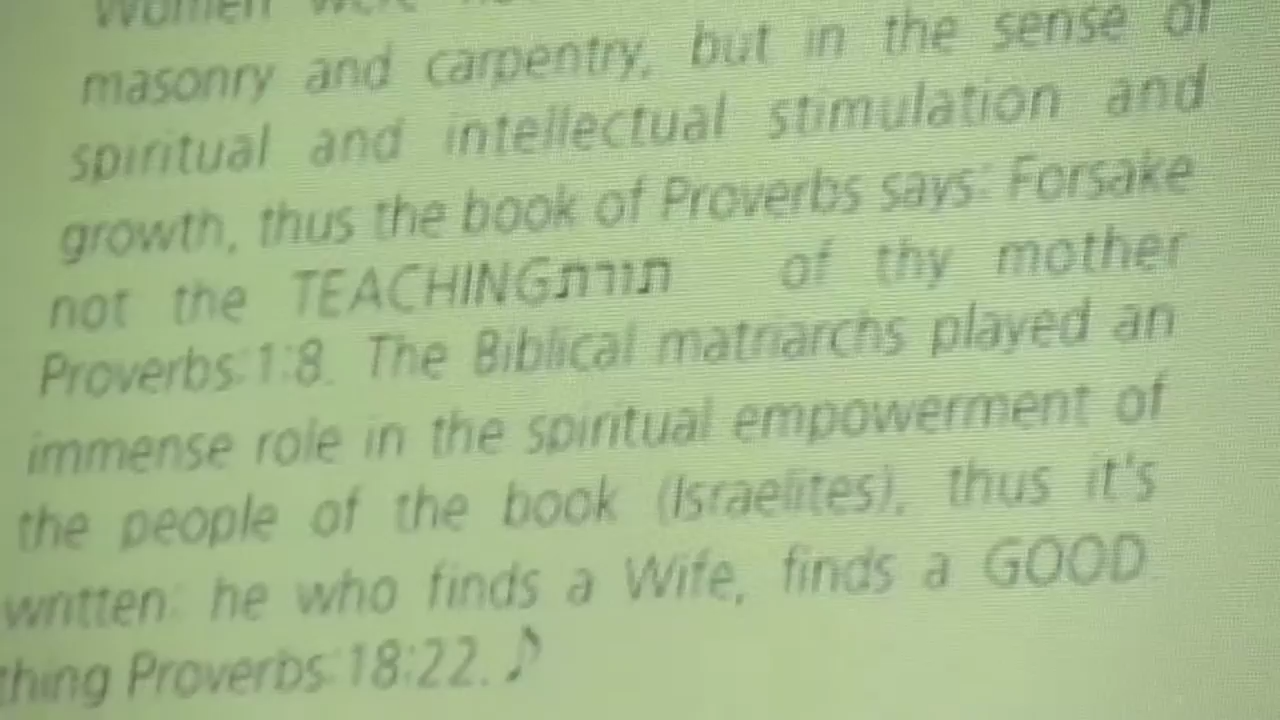 Women were
masonry and carpentry, but in the sense of
spiritual and intellectual stimulation and
growth, thus the book of Proverbs says: Forsake
not the TEACHINGתורת of thy mother
Proverbs 1:8. The Biblical matriarchs played an
immense role in the spiritual empowerment of
the people of the book (Israelites), thus it's
written: he who finds a Wife, finds a GOOD
thing Proverbs 18:22. ♪